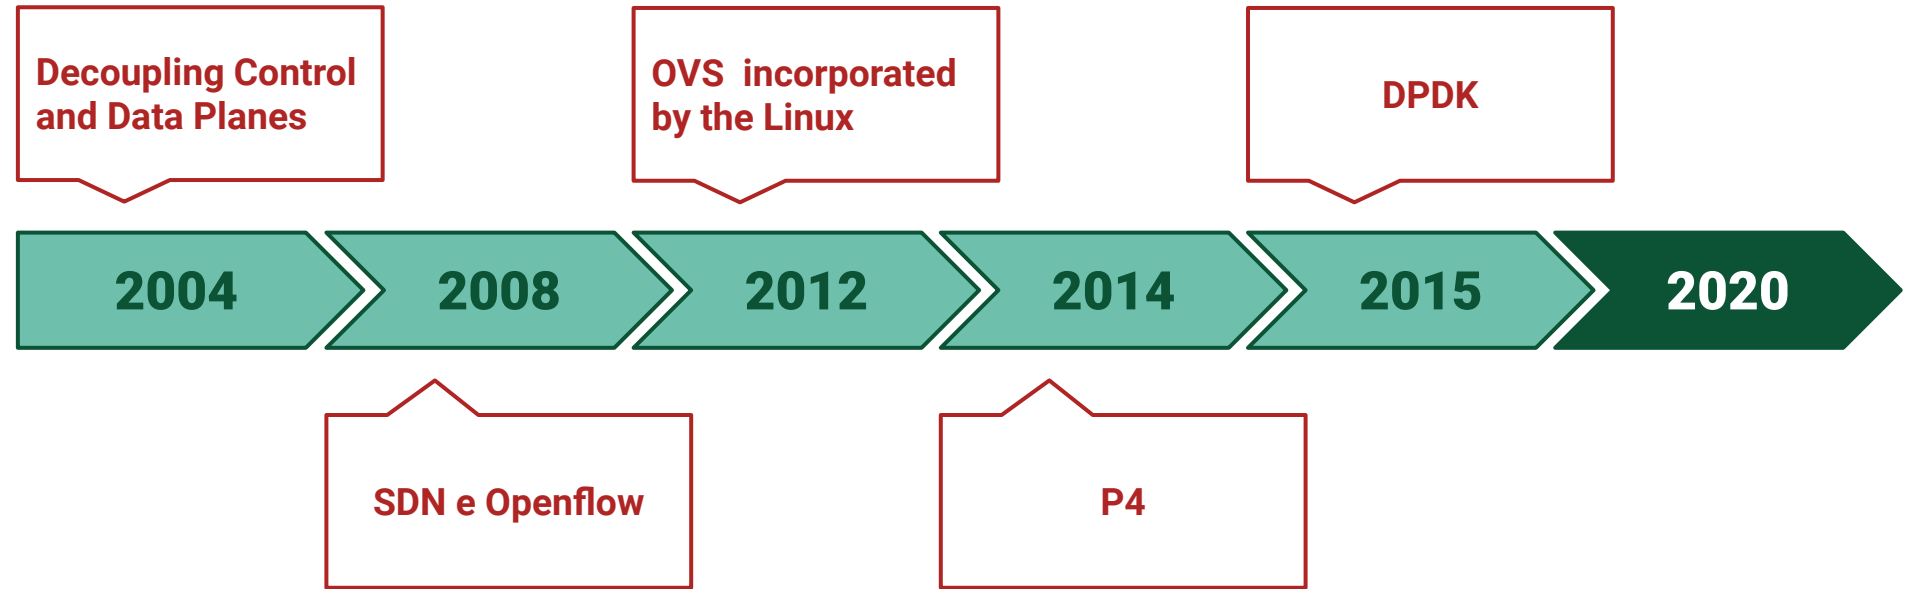 Decoupling Control
and Data Planes
OVS  incorporated
by the Linux
DPDK
2004
2008
2012
2014
2015
2020
SDN e Openflow
P4